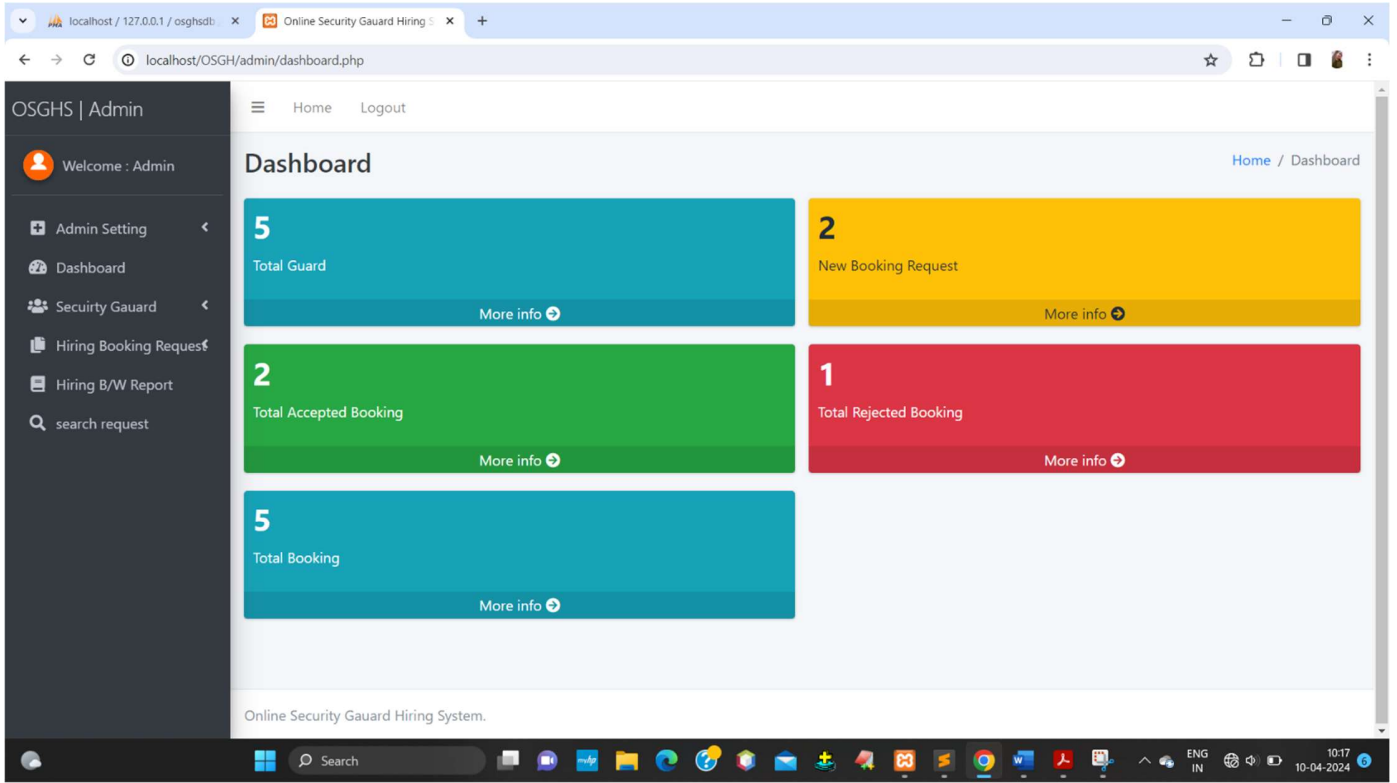 localhost / 127.0.0.1 / osghsdb
Online Security Gauard Hiring S
localhost/OSGH/admin/dashboard.php
OSGHS | Admin
Home Logout
Welcome : Admin
Dashboard
Home / Dashboard
Admin Setting
Dashboard
Secuirty Gauard
Hiring Booking Request
Hiring B/W Report
search request
5
Total Guard
More info
2
New Booking Request
More info
2
Total Accepted Booking
More info
1
Total Rejected Booking
More info
5
Total Booking
More info
Online Security Gauard Hiring System.
Search
ENG
IN
10:17
10-04-2024
6